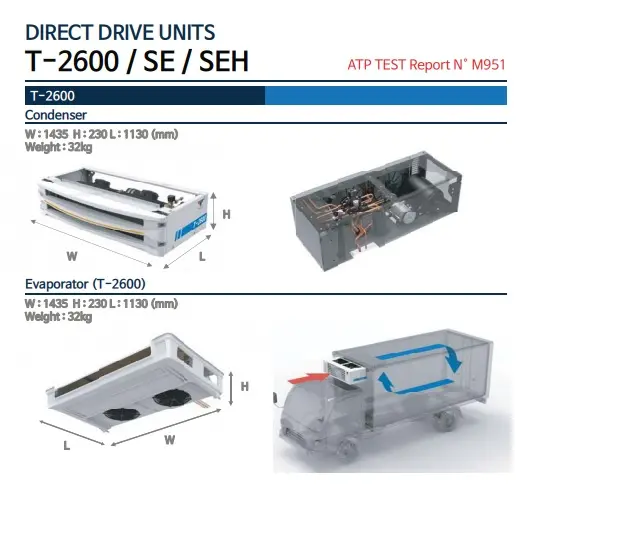 DIRECT DRIVE UNITS
T-2600 / SE / SEH
ATP TEST Report N° M951
T-2600
Condenser
W : 1435 H : 230 L : 1130 (mm)
Weight : 32kg
H
W
L
Evaporator (T-2600)
W : 1435 H : 230 L : 1130 (mm)
Weight : 32kg
H
W
L